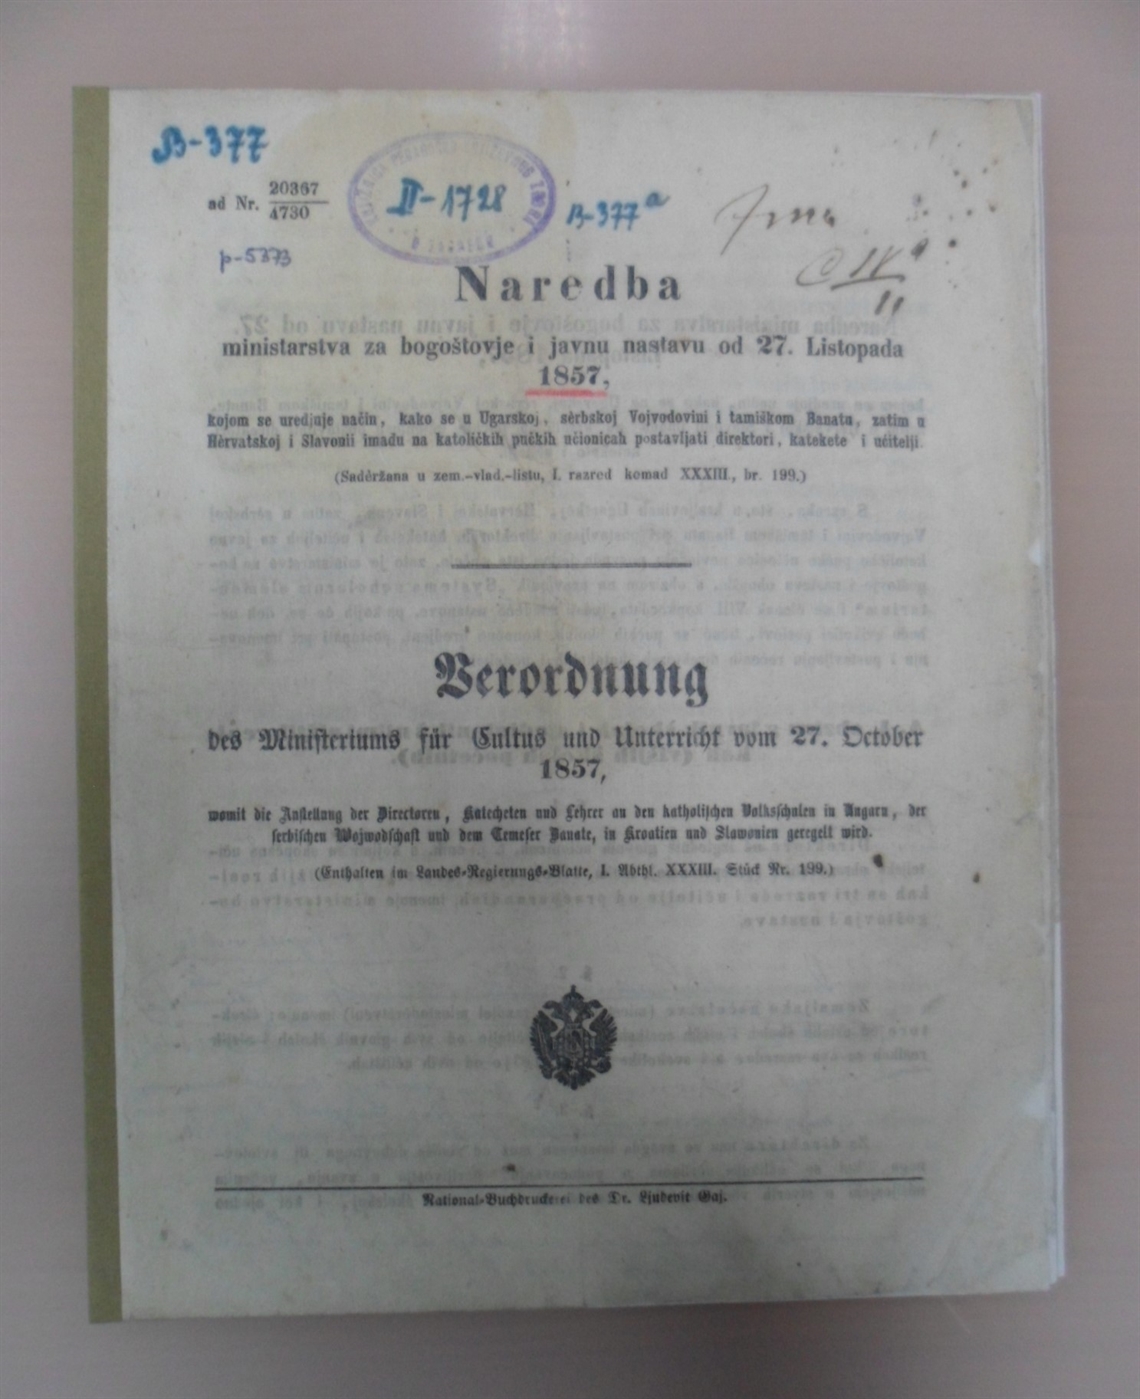 B-377
ad Nr. 20367
4730
II-1728
B-377 a
p-5373
Naredba
ministarstva za bogoštovje i javnu nastavu od 27. Listopada
1857,
kojom se uredjuje način, kako se u Ugarskoj, sèrbskoj Vojvodovini i tamiškom Banatu, zatim u
Hèrvatskoj i Slavonii imadu na katoličkih pučkih učionicah postavljati direktori, katekete i učitelji.
(Sadèržana u zem.-vlad.-listu, I. razred komad XXXIII., br. 199.)
Verordnung
des Ministeriums für Cultus und Unterricht vom 27. October
1857,
womit die Anstellung der Directoren, Katecheten und Lehrer an den katholischen Volksschulen in Ungarn, der
serbischen Wojwodschaft und dem Temeser Banate, in Kroatien und Slawonien geregelt wird.
(Enthalten im Landes-Regierungs-Blatte, I. Abthl. XXXIII. Stück Nr. 199.)
National-Buchdruckerei des Dr. Ljudevit Gaj.